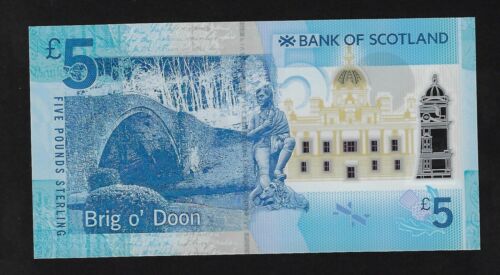 £5
BANK OF SCOTLAND
FIVE POUNDS STERLING
Brig o' Doon
£5